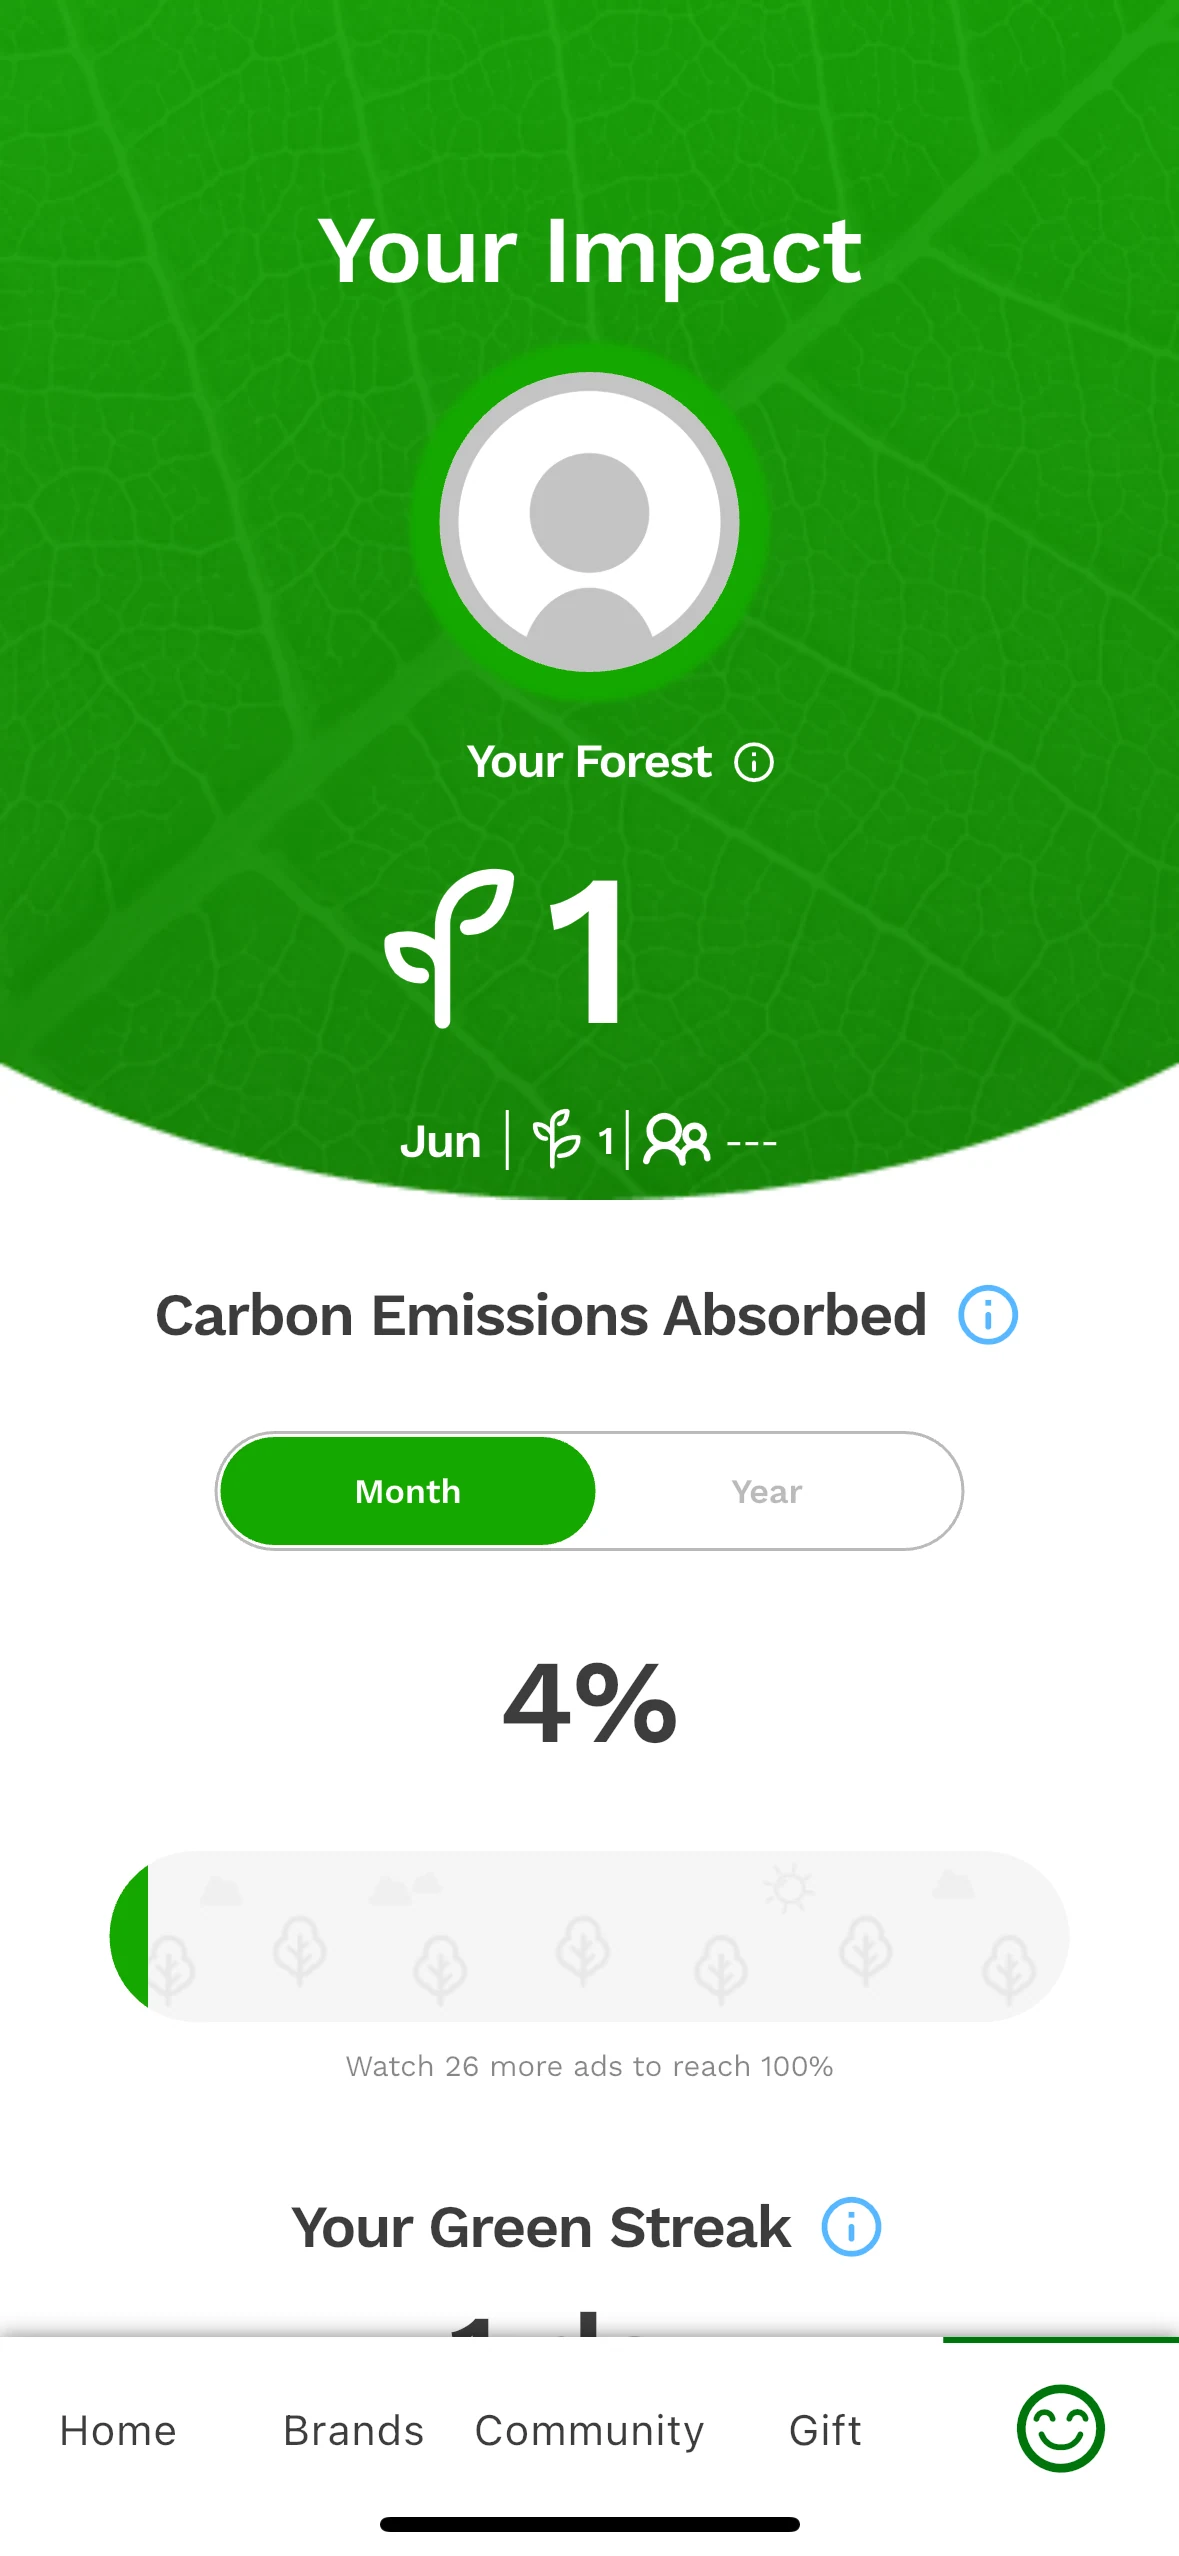 Your Impact
Your Forest
1
Jun | 1 | ---
Carbon Emissions Absorbed
Month Year
4%
Watch 26 more ads to reach 100%
Your Green Streak
Home Brands Community Gift